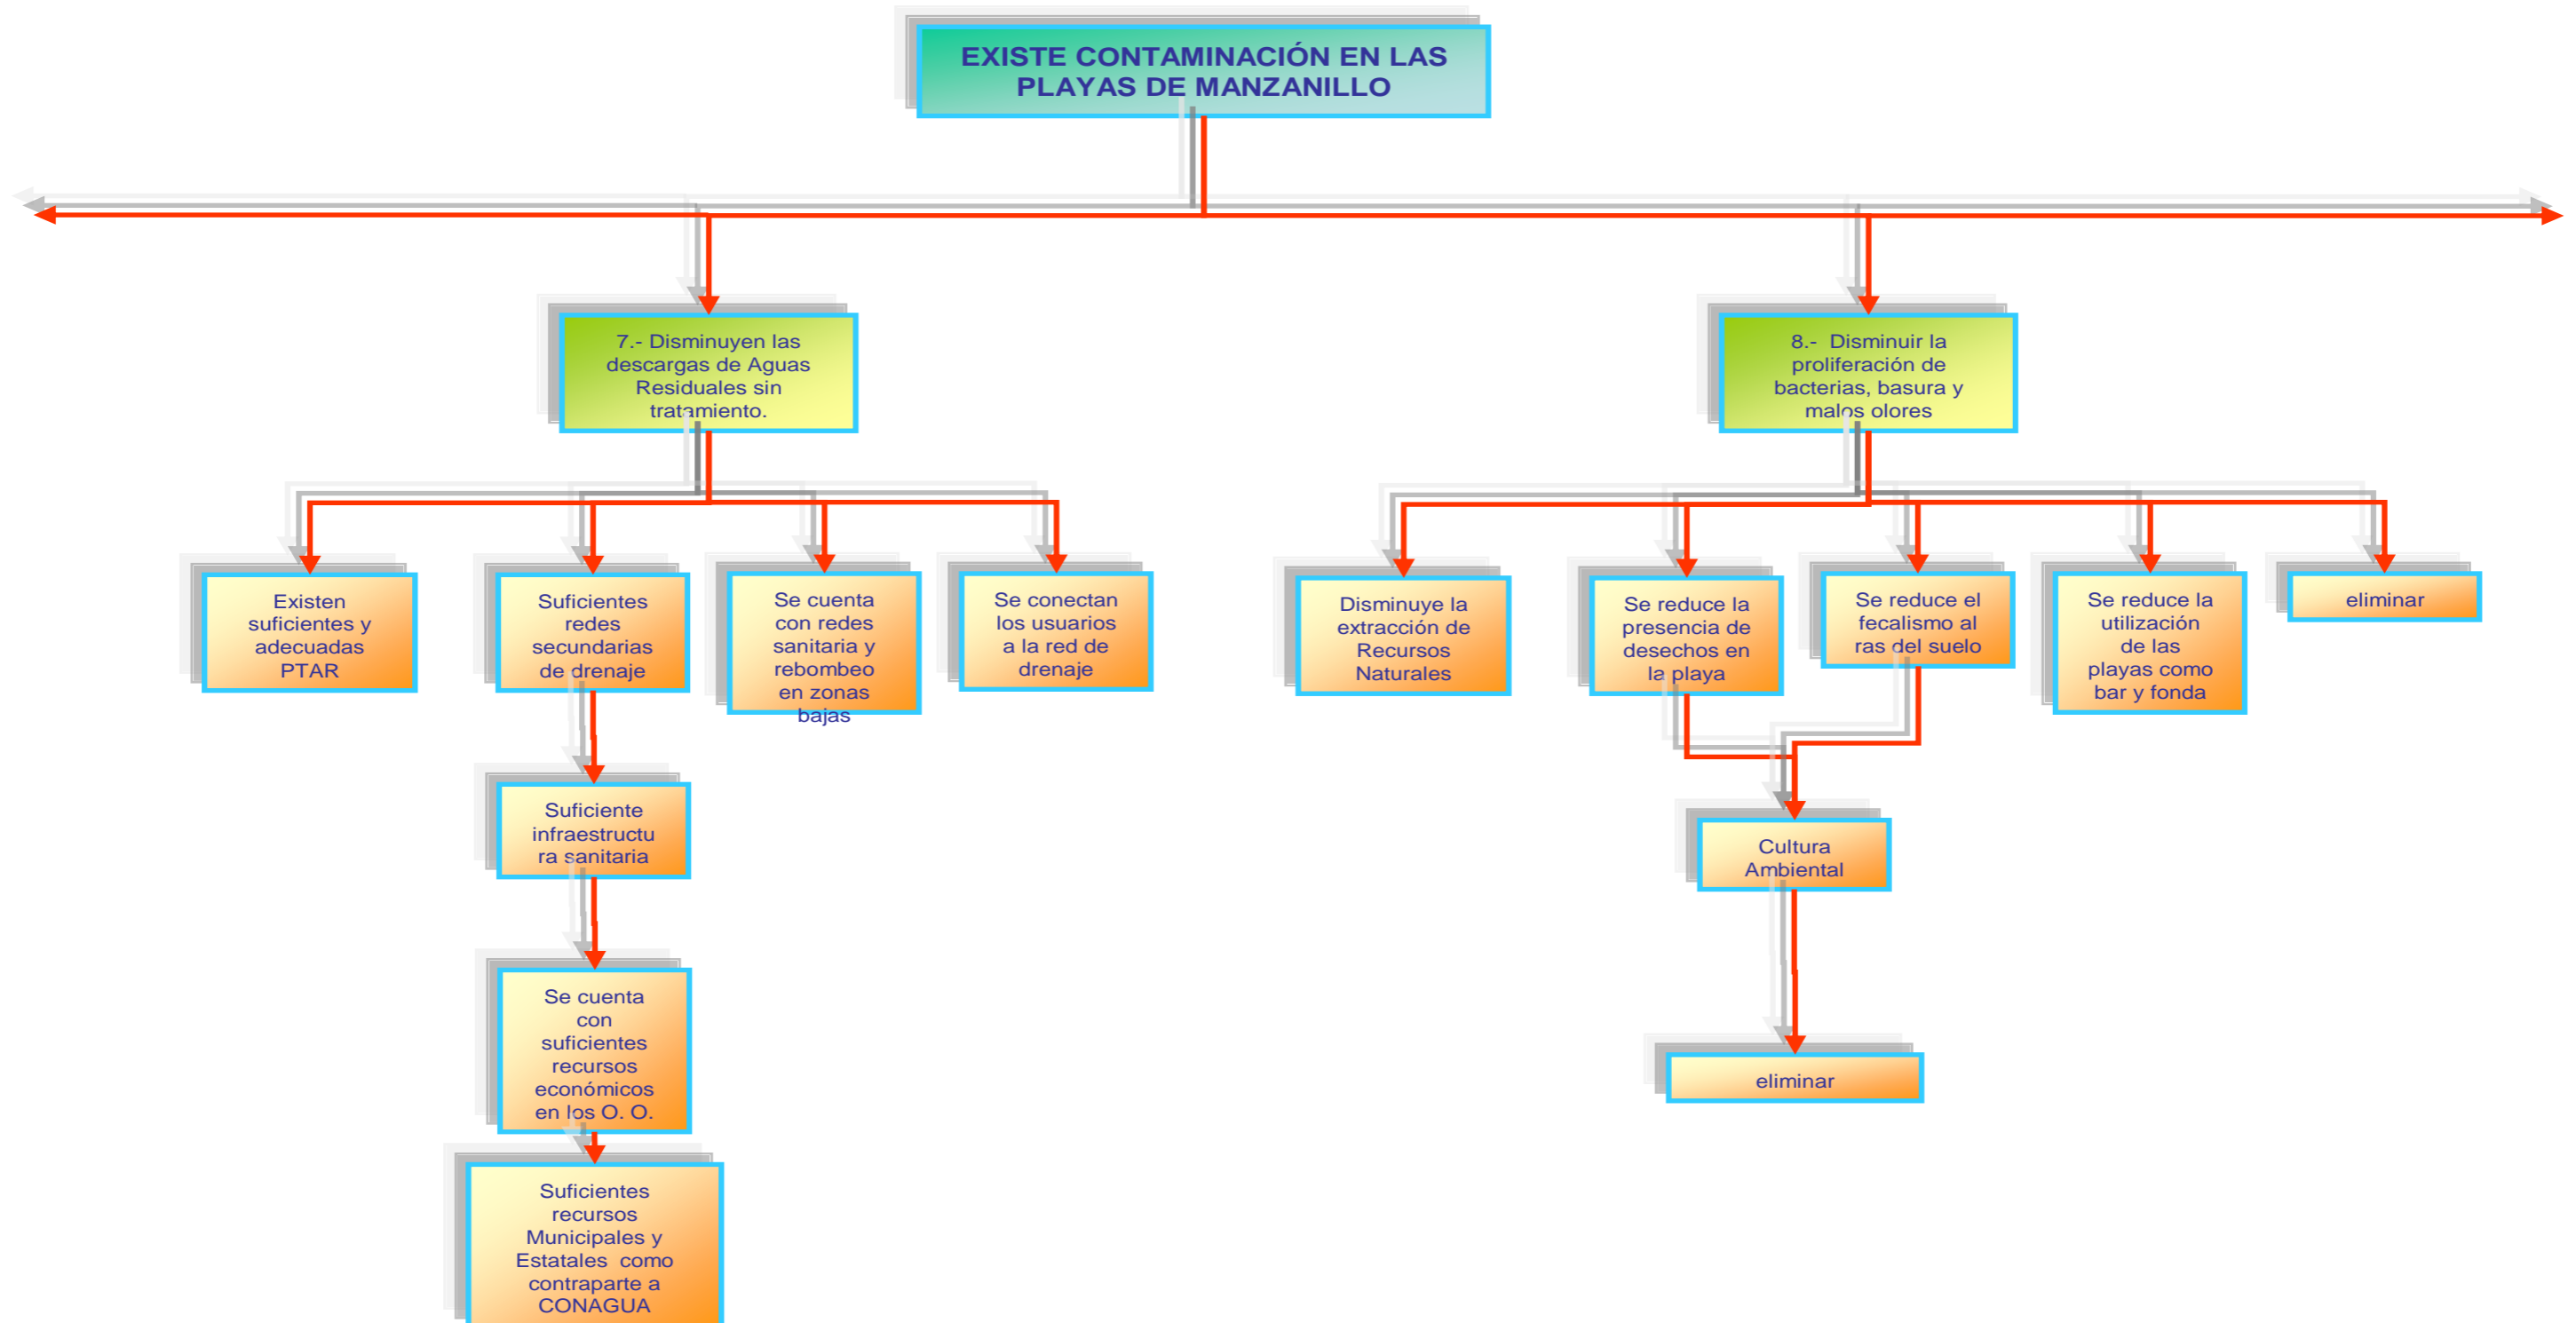 EXISTE CONTAMINACIÓN EN LAS
PLAYAS DE MANZANILLO
7.- Disminuyen las
descargas de Aguas
Residuales sin
tratamiento.
8.-  Disminuir la
proliferación de
bacterias, basura y
malos olores
Existen
suficientes y
adecuadas
PTAR
Suficientes
redes
secundarias
de drenaje
Se cuenta
con redes
sanitaria y
rebombeo
en zonas
bajas
Se conectan
los usuarios
a la red de
drenaje
Disminuye la
extracción de
Recursos
Naturales
Se reduce la
presencia de
desechos en
la playa
Se reduce el
fecalismo al
ras del suelo
Se reduce la
utilización
de las
playas como
bar y fonda
eliminar
Suficiente
infraestructu
ra sanitaria
Cultura
Ambiental
Se cuenta
con
suficientes
recursos
económicos
en los O. O.
eliminar
Suficientes
recursos
Municipales y
Estatales  como
contraparte a
CONAGUA